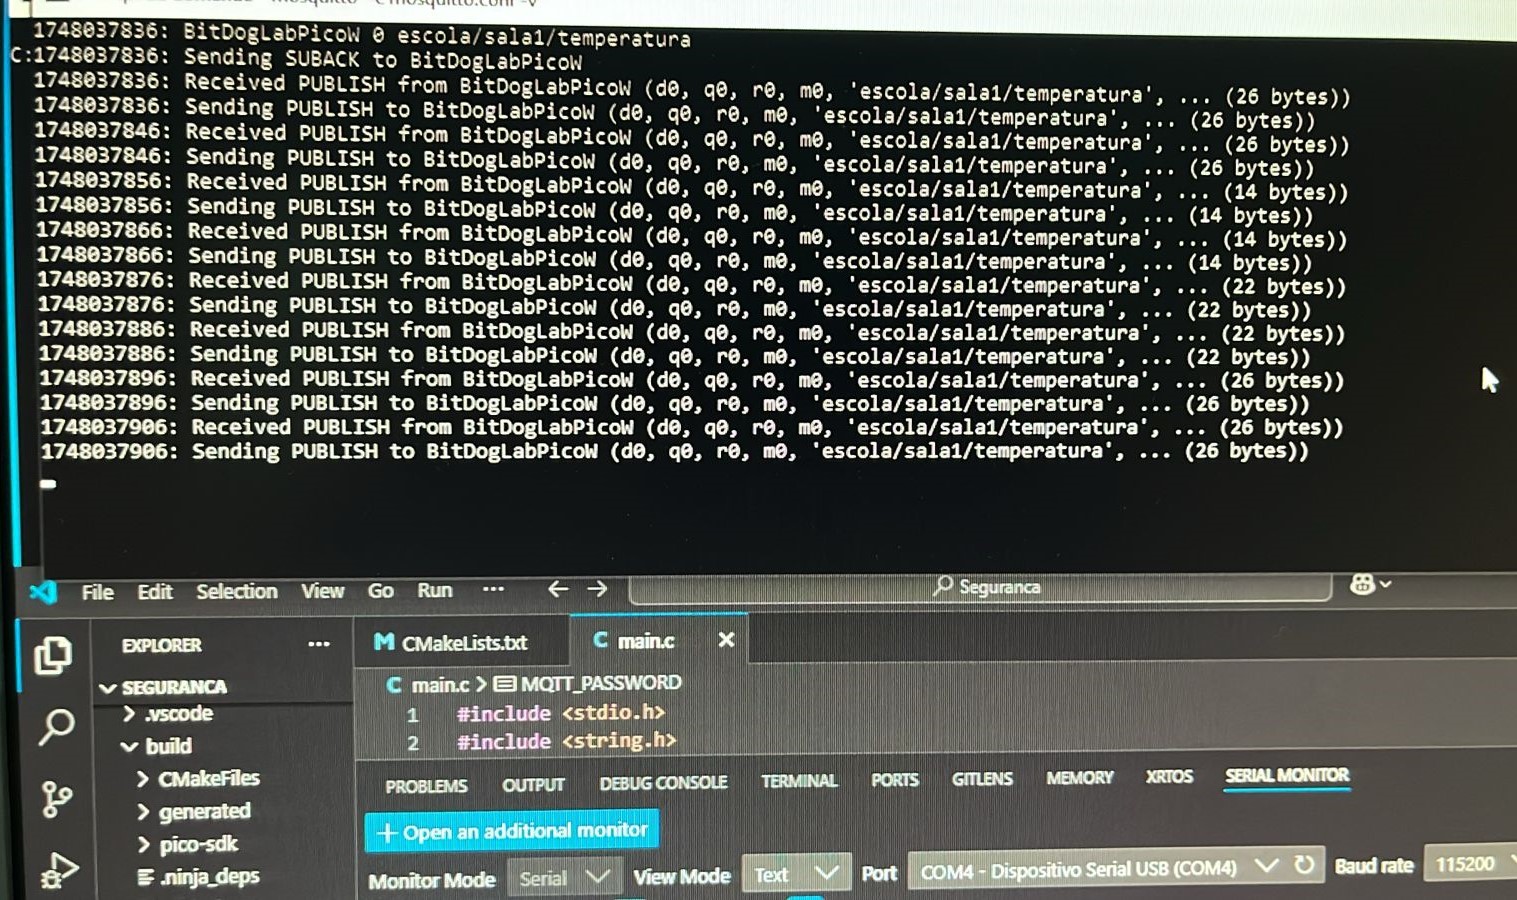 mosquitto -c mosquitto.conf -v
1748037836: BitDogLabPicoW 0 escola/sala1/temperatura
C:1748037836: Sending SUBACK to BitDogLabPicoW
1748037836: Received PUBLISH from BitDogLabPicoW (d0, q0, r0, m0, 'escola/sala1/temperatura', ... (26 bytes))
1748037836: Sending PUBLISH to BitDogLabPicoW (d0, q0, r0, m0, 'escola/sala1/temperatura', ... (26 bytes))
1748037846: Received PUBLISH from BitDogLabPicoW (d0, q0, r0, m0, 'escola/sala1/temperatura', ... (26 bytes))
1748037846: Sending PUBLISH to BitDogLabPicoW (d0, q0, r0, m0, 'escola/sala1/temperatura', ... (26 bytes))
1748037856: Received PUBLISH from BitDogLabPicoW (d0, q0, r0, m0, 'escola/sala1/temperatura', ... (14 bytes))
1748037856: Sending PUBLISH to BitDogLabPicoW (d0, q0, r0, m0, 'escola/sala1/temperatura', ... (14 bytes))
1748037866: Received PUBLISH from BitDogLabPicoW (d0, q0, r0, m0, 'escola/sala1/temperatura', ... (14 bytes))
1748037866: Sending PUBLISH to BitDogLabPicoW (d0, q0, r0, m0, 'escola/sala1/temperatura', ... (14 bytes))
1748037876: Received PUBLISH from BitDogLabPicoW (d0, q0, r0, m0, 'escola/sala1/temperatura', ... (22 bytes))
1748037876: Sending PUBLISH to BitDogLabPicoW (d0, q0, r0, m0, 'escola/sala1/temperatura', ... (22 bytes))
1748037886: Received PUBLISH from BitDogLabPicoW (d0, q0, r0, m0, 'escola/sala1/temperatura', ... (22 bytes))
1748037886: Sending PUBLISH to BitDogLabPicoW (d0, q0, r0, m0, 'escola/sala1/temperatura', ... (22 bytes))
1748037896: Received PUBLISH from BitDogLabPicoW (d0, q0, r0, m0, 'escola/sala1/temperatura', ... (26 bytes))
1748037896: Sending PUBLISH to BitDogLabPicoW (d0, q0, r0, m0, 'escola/sala1/temperatura', ... (26 bytes))
1748037906: Received PUBLISH from BitDogLabPicoW (d0, q0, r0, m0, 'escola/sala1/temperatura', ... (26 bytes))
1748037906: Sending PUBLISH to BitDogLabPicoW (d0, q0, r0, m0, 'escola/sala1/temperatura', ... (26 bytes))
File Edit Selection View Go Run ... Seguranca
EXPLORER ...
SEGURANCA
.vscode
build
CMakeFiles
generated
pico-sdk
.ninja_deps
CMakeLists.txt
C main.c
C main.c > MQTT_PASSWORD
1 #include <stdio.h>
2 #include <string.h>
PROBLEMS OUTPUT DEBUG CONSOLE TERMINAL PORTS GITLENS MEMORY XRTOS SERIAL MONITOR
+ Open an additional monitor
Monitor Mode Serial View Mode Text Port COM4 - Dispositivo Serial USB (COM4) Baud rate 115200